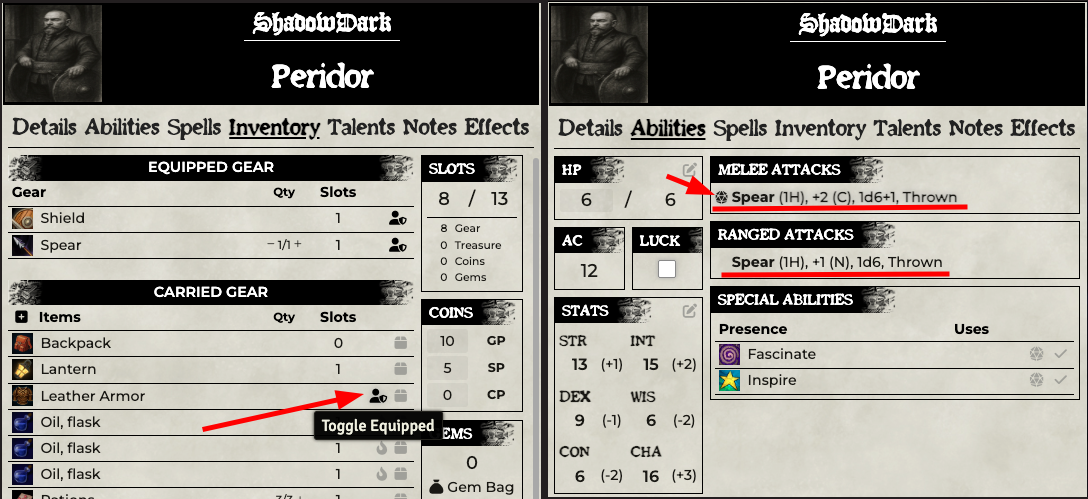 ShadowDark
Peridor
Details Abilities Spells Inventory Talents Notes Effects
EQUIPPED GEAR
Gear Qty Slots
Shield 1
Spear − 1/1 + 1
CARRIED GEAR
Items Qty Slots
Backpack 0
Lantern 1
Leather Armor
Toggle Equipped
Oil, flask
Oil, flask 1
Oil, flask 1
SLOTS
8 / 13
8 Gear
0 Treasure
0 Coins
0 Gems
COINS
10 GP
5 SP
0 CP
EMS
0
Gem Bag
ShadowDark
Peridor
Details Abilities Spells Inventory Talents Notes Effects
HP
6 / 6
AC
12
LUCK
STATS
STR INT
13 (+1) 15 (+2)
DEX WIS
9 (-1) 6 (-2)
CON CHA
6 (-2) 16 (+3)
MELEE ATTACKS
Spear (1H), +2 (C), 1d6+1, Thrown
RANGED ATTACKS
Spear (1H), +1 (N), 1d6, Thrown
SPECIAL ABILITIES
Presence Uses
Fascinate
Inspire